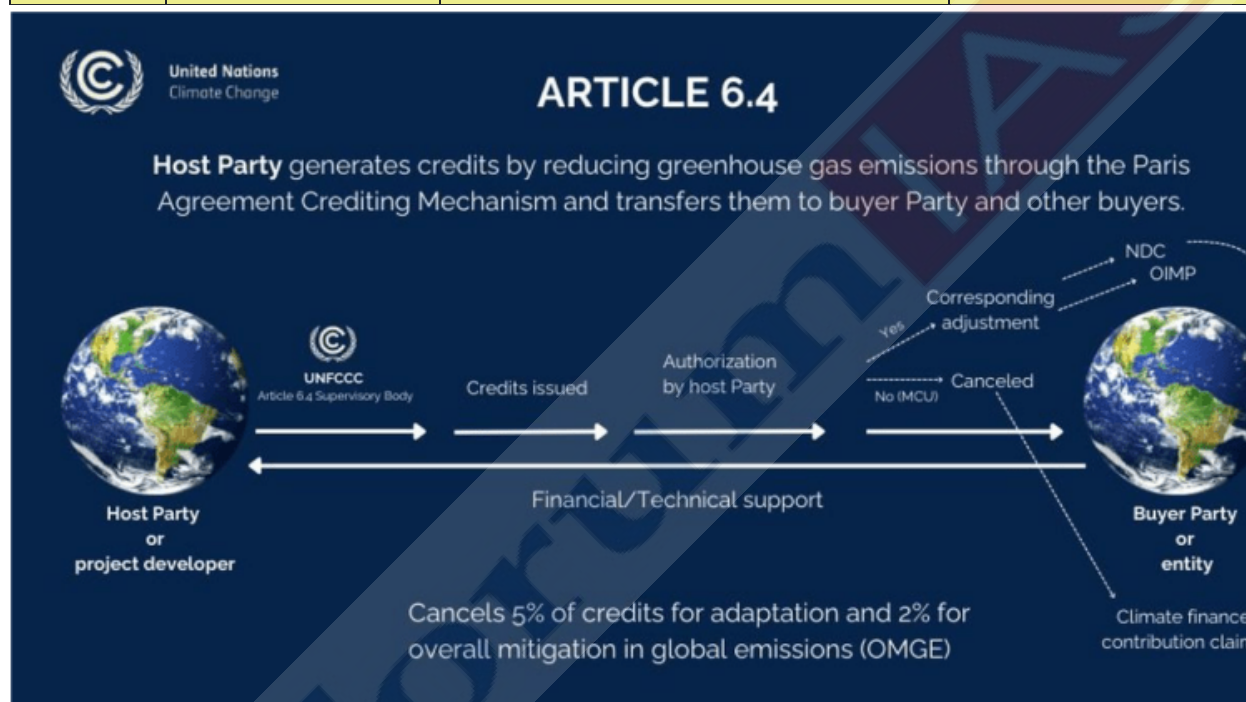 United Nations
Climate Change
ARTICLE 6.4
Host Party generates credits by reducing greenhouse gas emissions through the Paris
Agreement Crediting Mechanism and transfers them to buyer Party and other buyers.
NDC
OIMP
Corresponding
adjustment
Yes
UNFCCC
Article 6.4 Supervisory Body
Credits issued
Authorization
by host Party
Canceled
No (MCU)
Financial/Technical support
Host Party
or
project developer
Buyer Party
or
entity
Cancels 5% of credits for adaptation and 2% for
overall mitigation in global emissions (OMGE)
Climate finance
contribution clai
orum IAS